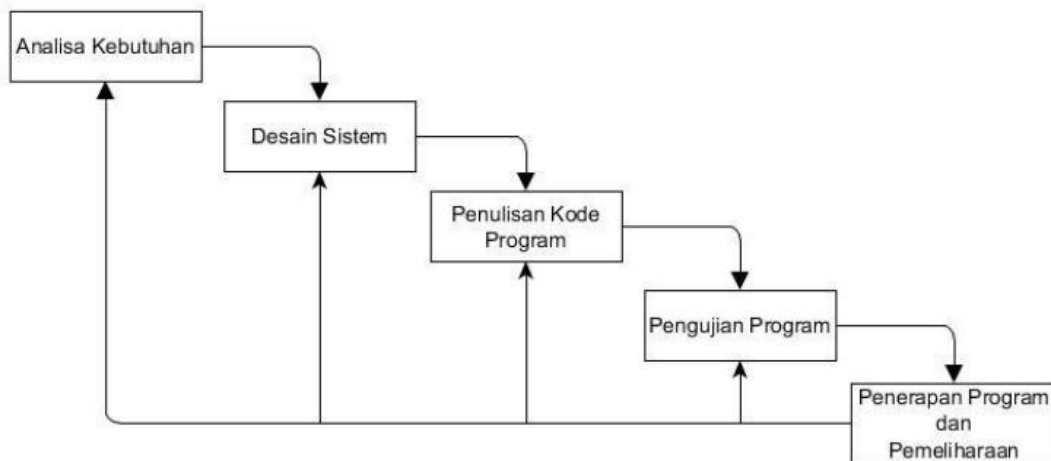 Analisa Kebutuhan
Desain Sistem
Penulisan Kode
Program
Pengujian Program
Penerapan Program
dan
Pemeliharaan